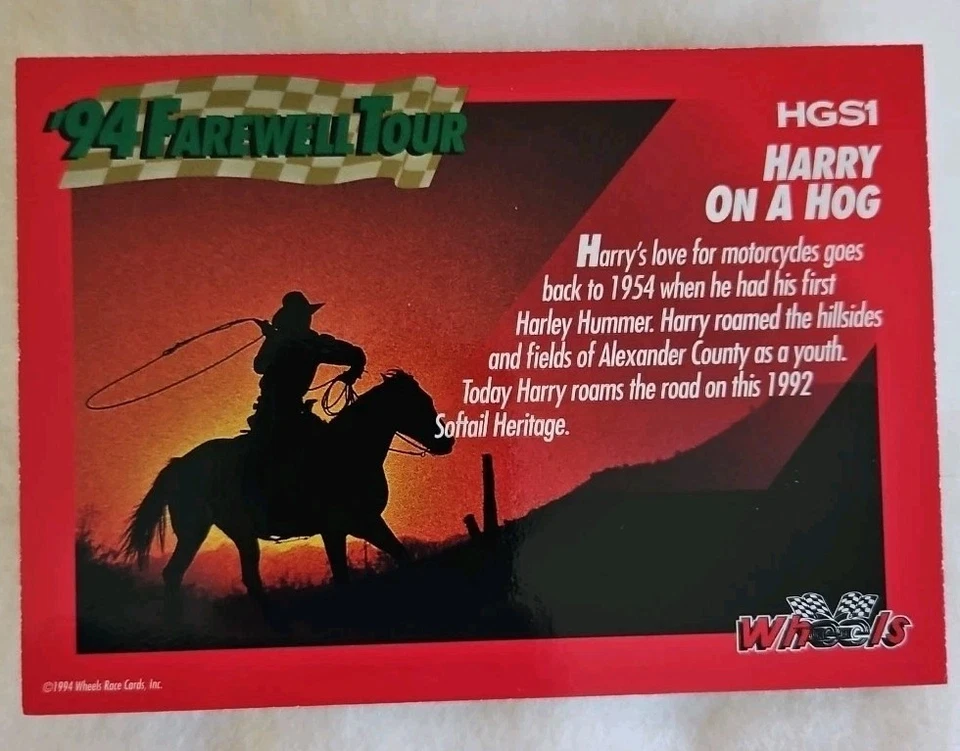 '94 FAREWELL TOUR
HGS1
HARRY
ON A HOG
Harry's love for motorcycles goes
back to 1954 when he had his first
Harley Hummer. Harry roamed the hillsides
and fields of Alexander County as a youth.
Today Harry roams the road on this 1992
Softail Heritage.
Wheels
©1994 Wheels Race Cards, Inc.